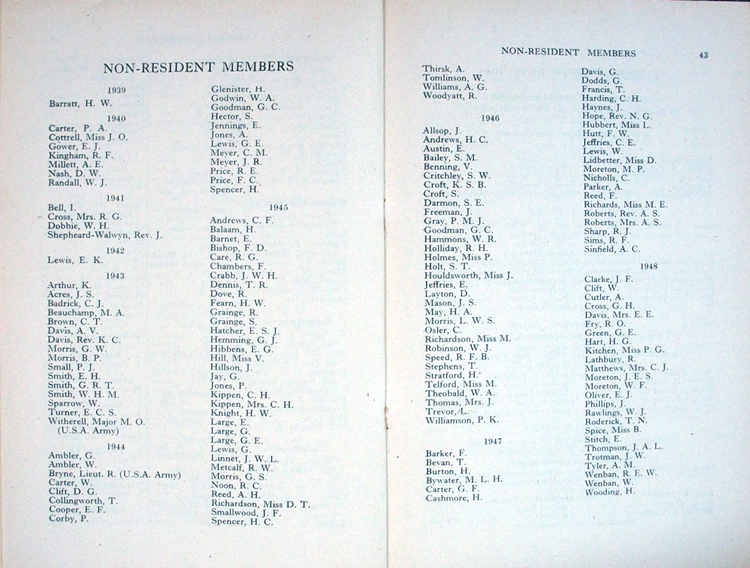 NON-RESIDENT MEMBERS
1939
Barratt, H. W.
1940
Carter, P. A.
Cottrell, Miss J. O.
Gower, E. J.
Kingham, R. F.
Millett, A. E.
Nash, D. W.
Randall, W. J.
1941
Bell, I.
Cross, Mrs. R. G.
Dobbie, W. H.
Shepheard-Walwyn, Rev. J.
1942
Lewis, E. K.
1943
Arthur, K.
Acres, J. S.
Badrick, C. J.
Beauchamp, M. A.
Brown, C. T.
Davis, A. V.
Davis, Rev. K. C.
Morris, G. W.
Morris, B. P.
Small, P. J.
Smith, E. H.
Smith, G. R. T.
Smith, W. H. M.
Sparrow, W.
Turner, E. C. S.
Witherell, Major M. O.
(U.S.A. Army)
1944
Ambler, G.
Ambler, W.
Bryne, Lieut. R. (U.S.A. Army)
Carter, W.
Clift, D. G.
Collingworth, T.
Cooper, E. F.
Corby, P.
Glenister, H.
Godwin, W. A.
Goodman, G. C.
Hector, S.
Jennings, E.
Jones, A.
Lewis, G. E.
Meyer, C. M.
Meyer, J. R.
Price, R. E.
Price, F. C.
Spencer, H.
1945
Andrews, C. F.
Balaam, H.
Barnet, E.
Bishop, F. D.
Care, R. G.
Chambers, F.
Crabb, J. W. H.
Dennis, T. R.
Dove, R.
Fearn, H. W.
Grainge, R.
Grainge, S.
Hatcher, E. S. J.
Hemming, G. J.
Hibbens, E. G.
Hill, Miss V.
Hillson, J.
Jay, G.
Jones, P.
Kippen, C. H.
Kippen, Mrs. C. H.
Knight, H. W.
Large, E.
Large, G.
Large, G. E.
Lewis, G.
Linnet, J. W. L.
Metcalf, R. W.
Morris, G. S.
Noon, R. C.
Reed, A. H.
Richardson, Miss D. T.
Smallwood, J. F.
Spencer, H. C.
NON-RESIDENT MEMBERS 43
Thirsk, A.
Tomlinson, W.
Williams, A. G.
Woodyatt, R.
1946
Allsop, J.
Andrews, H. C.
Austin, E.
Bailey, S. M.
Benning, V.
Critchley, S. W.
Croft, K. S. B.
Croft, S.
Darmon, S. E.
Freeman, J.
Gray, P. M. J.
Goodman, G. C.
Hammons, W. R.
Holliday, R. H.
Holmes, Miss P.
Holt, S. T.
Houldsworth, Miss J.
Jeffries, E.
Layton, D.
Mason, J. S.
May, H. A.
Morris, L. W. S.
Osler, C.
Richardson, Miss M.
Robinson, W. J.
Speed, R. F. B.
Stephens, T.
Stratford, H.
Telford, Miss M.
Theobald, W. A.
Thomas, Mrs. J.
Trevor, L.
Williamson, P. K.
1947
Barker, F.
Bevan, T.
Burton, H.
Bywater, M. L. H.
Carter, G. F.
Cashmore, H.
Davis, G.
Dodds, G.
Francis, T.
Harding, C. H.
Haynes, J.
Hope, Rev. N. G.
Hubbert, Miss L.
Hutt, F. W.
Jeffries, C. E.
Lewis, W.
Lidbetter, Miss D.
Moreton, M. P.
Nicholls, C.
Parker, A.
Reed, F.
Richards, Miss M. E.
Roberts, Rev. A. S.
Roberts, Mrs. A. S.
Sharp, R. J.
Sims, R. F.
Sinfield, A. C.
1948
Clarke, J. F.
Clift, W.
Cutler, A.
Cross, G. H.
Davis, Mrs. E. E.
Fry, R. O.
Green, G. E.
Hart, H. G.
Kitchen, Miss P. G.
Lathbury, R.
Matthews, Mrs. C. J.
Moreton, J. E. S.
Moreton, W. F.
Oliver, E. J.
Phillips, J.
Rawlings, W. J.
Roderick, T. N.
Spice, Miss B.
Stitch, E.
Thompson, J. A. L.
Trotman, J. W.
Tyler, A. M.
Wenban, R. E. W.
Wenban, W.
Wooding, H.